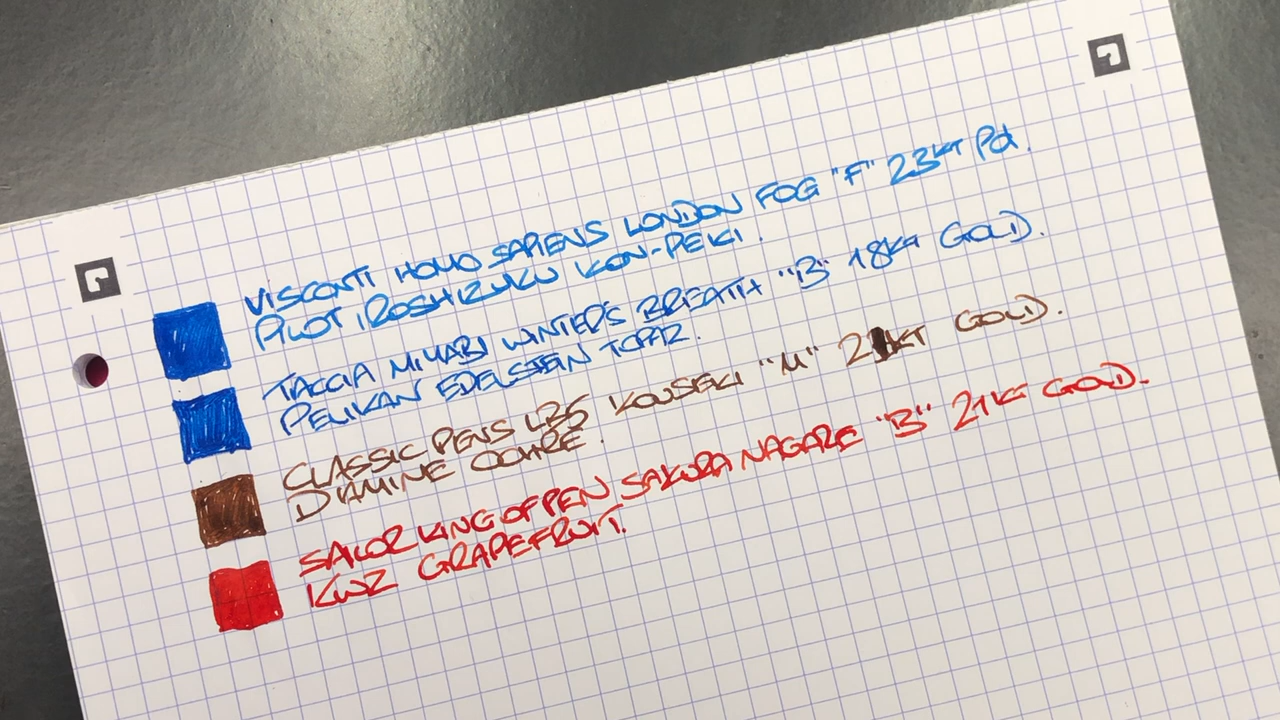 VISCONTI HOMO SAPIENS LONDON FOG "F" 23KT Pd.
PILOT IROSHIZUKU KON-PEKI.
TACCIA MIYABI WINTER'S BREATH "B" 18KT GOLD.
PELIKAN EDELSTEIN TOPAZ.
CLASSIC PENS LB5 KOUSEKI "M" 21KT GOLD.
DIAMINE OCHRE.
SAILOR KING OF PEN SAKURA NAGARE "B" 21KT GOLD.
KWZ GRAPEFRUIT.